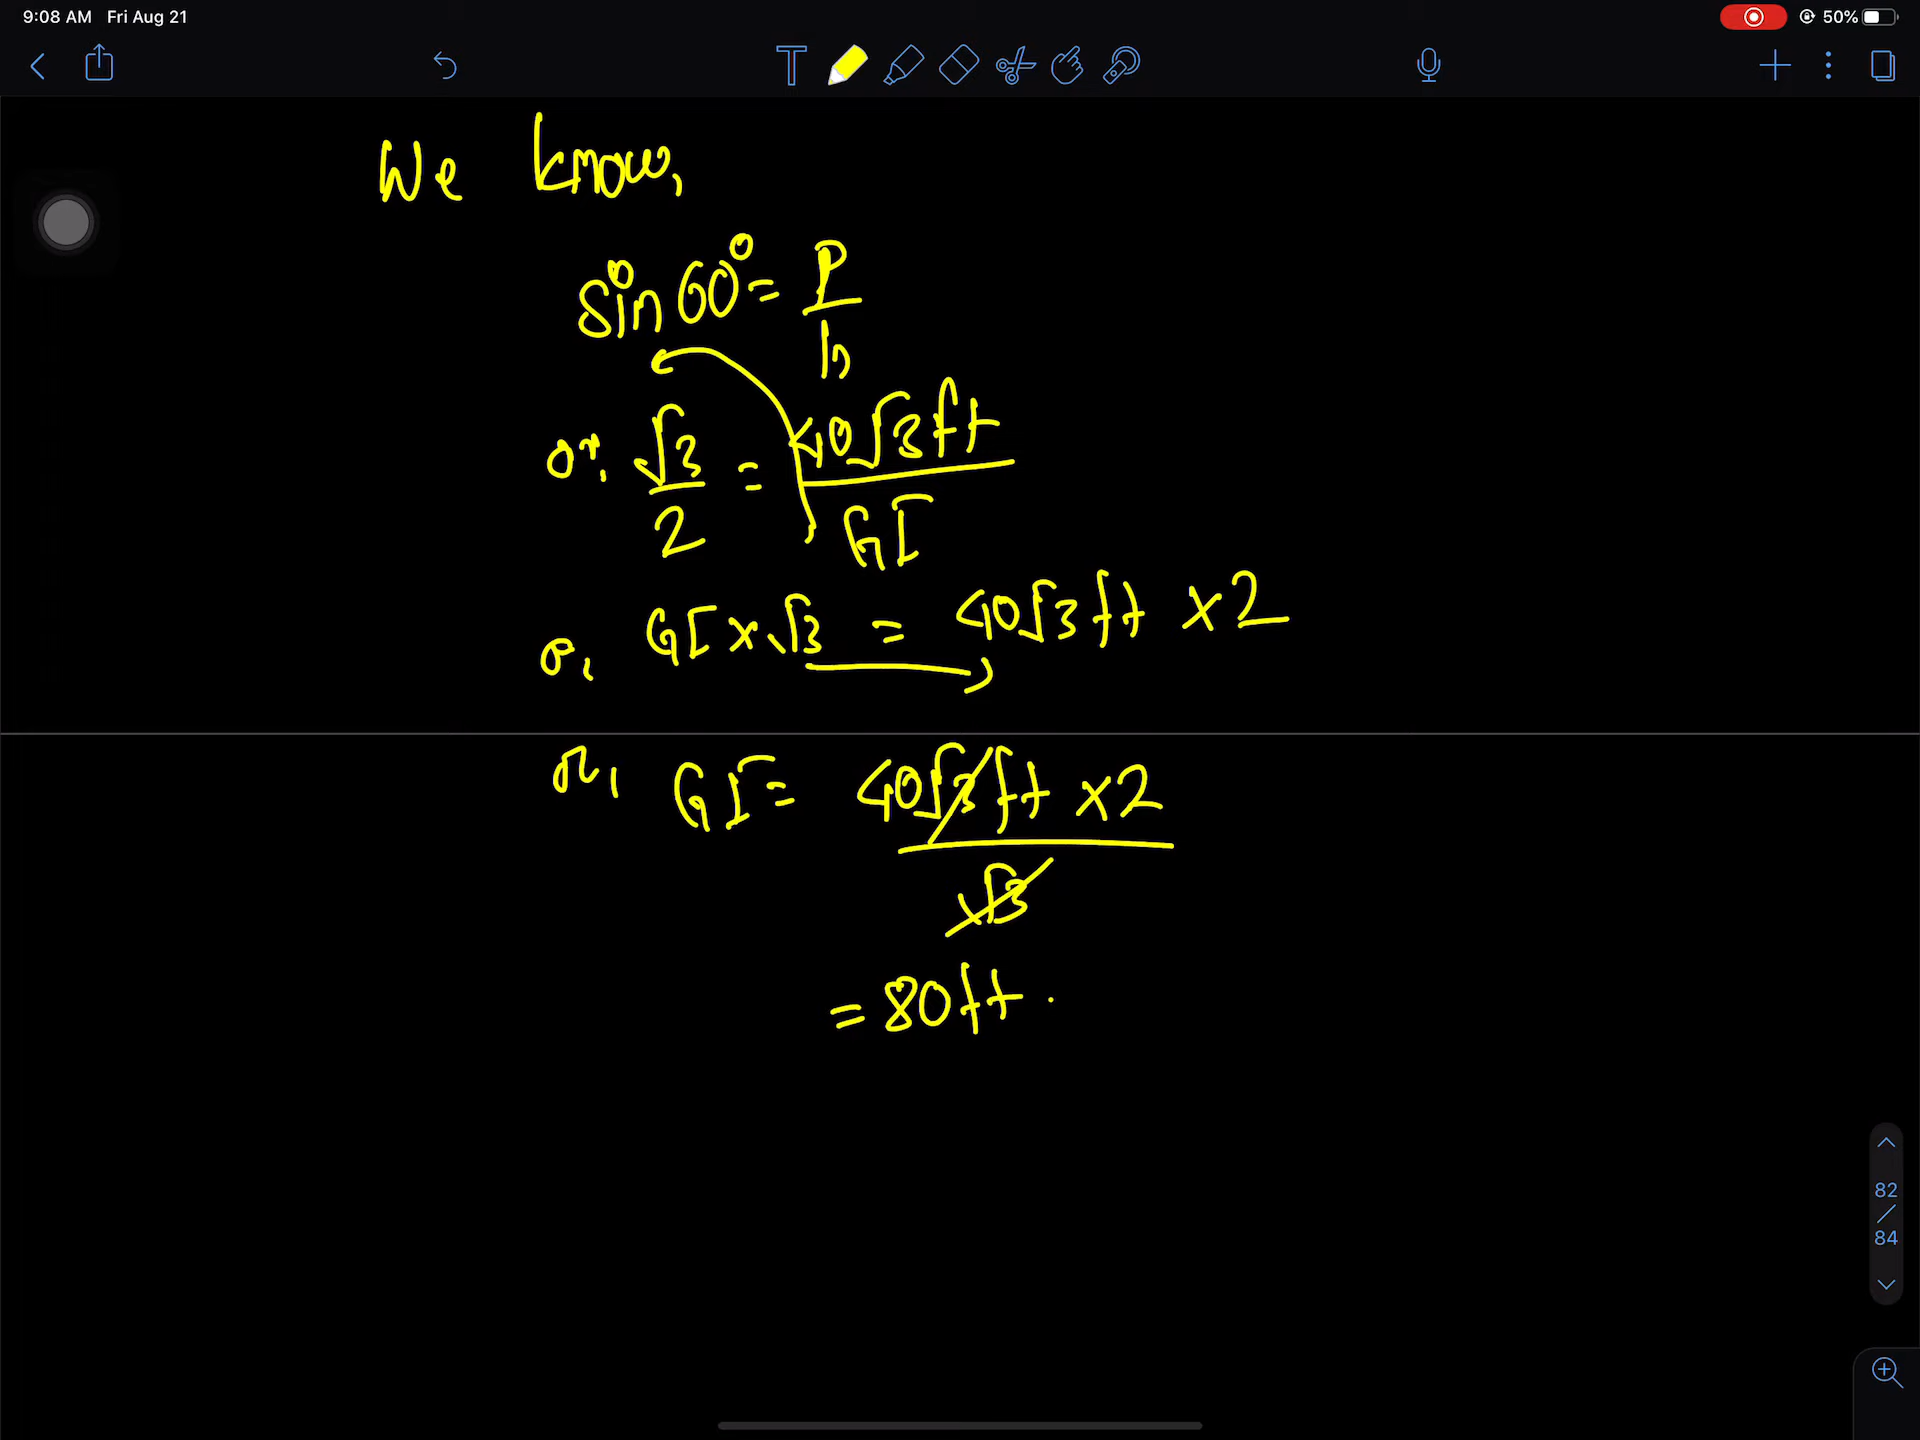 9:08 AM Fri Aug 21
50%
We know,
sin 60° = P/h
or, √3/2 = 40√3 ft/GI
or, GI × √3 = 40√3 ft × 2
or, GI = 40√3 ft × 2/√3
= 80 ft.
82
/
84